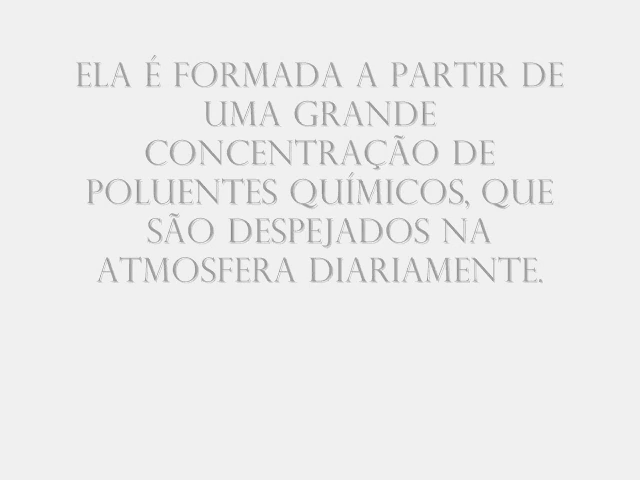 ELA É FORMADA A PARTIR DE
UMA GRANDE
CONCENTRAÇÃO DE
POLUENTES QUÍMICOS, QUE
SÃO DESPEJADOS NA
ATMOSFERA DIARIAMENTE.